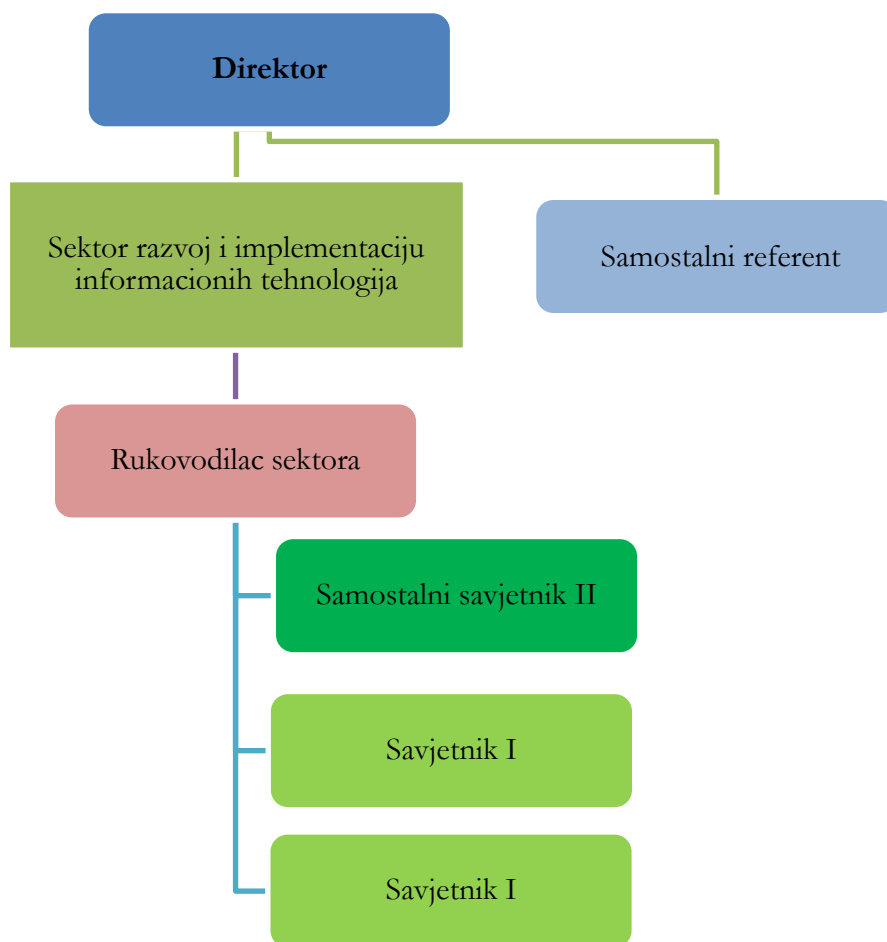 Direktor
Sektor razvoj i implementaciju
informacionih tehnologija
Samostalni referent
Rukovodilac sektora
Samostalni savjetnik II
Savjetnik I
Savjetnik I